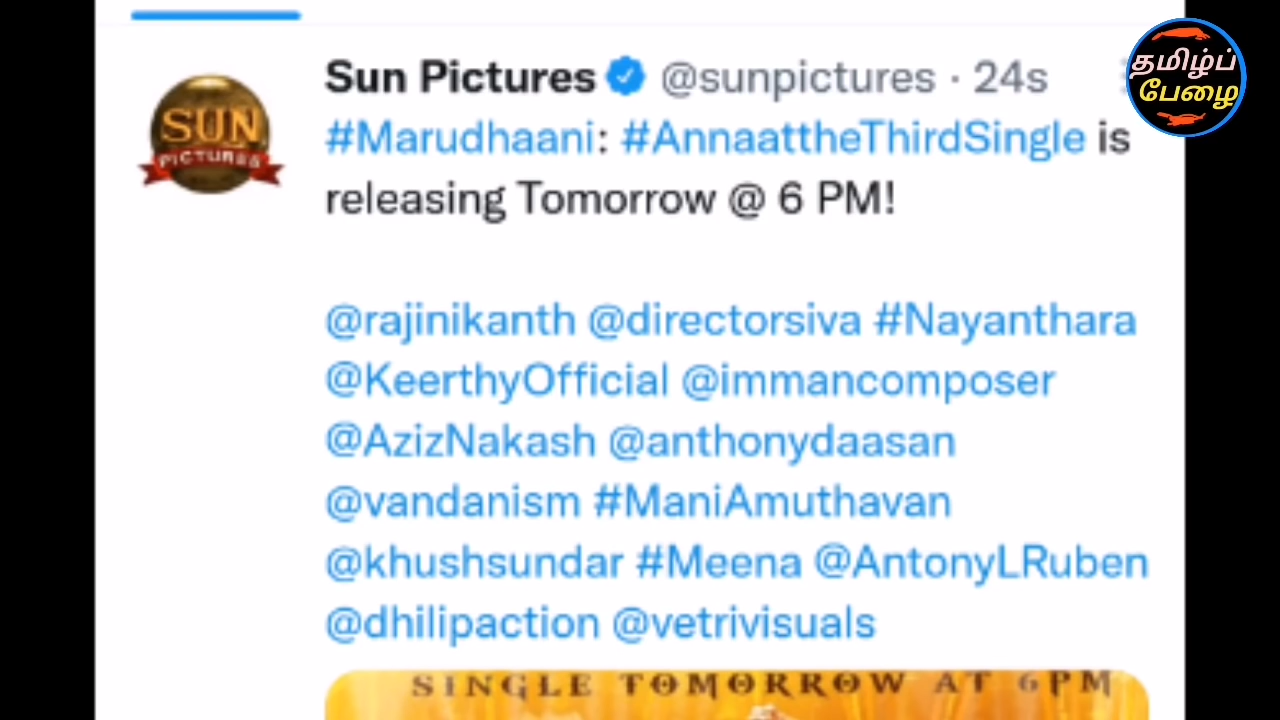 Sun Pictures @sunpictures · 24s
#Marudhaani: #AnnaattheThirdSingle is
releasing Tomorrow @ 6 PM!
@rajinikanth @directorsiva #Nayanthara
@KeerthyOfficial @immancomposer
@AzizNakash @anthonydaasan
@vandanism #ManiAmuthavan
@khushsundar #Meena @AntonyLRuben
@dhilipaction @vetrivisuals
SINGLE TOMORROW AT 6PM
SUN
PICTURES
தமிழ்ப்
பேழை